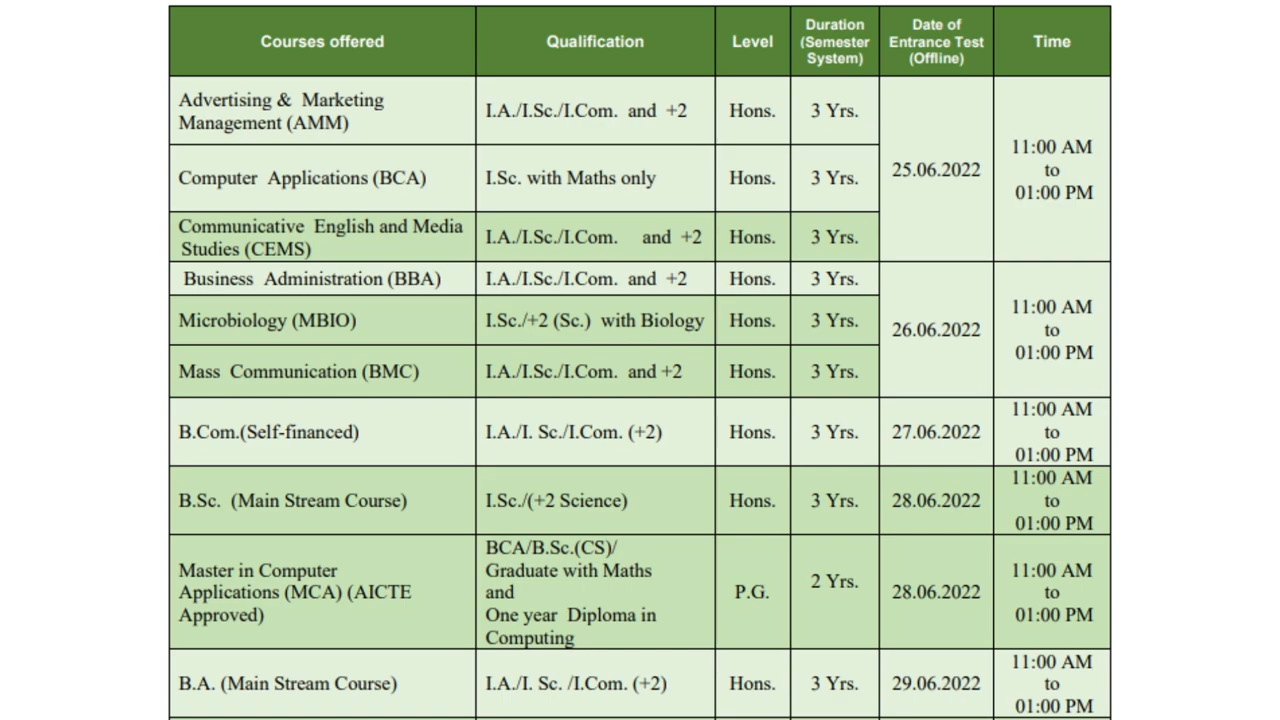 Courses offered Qualification Level Duration (Semester System) Date of Entrance Test (Offline) Time
Advertising & Marketing
Management (AMM)
I.A./I.Sc./I.Com. and +2 Hons. 3 Yrs.
25.06.2022
11:00 AM
to
01:00 PM
Computer Applications (BCA) I.Sc. with Maths only Hons. 3 Yrs.
Communicative English and Media
Studies (CEMS)
I.A./I.Sc./I.Com. and +2 Hons. 3 Yrs.
Business Administration (BBA) I.A./I.Sc./I.Com. and +2 Hons. 3 Yrs.
26.06.2022
11:00 AM
to
01:00 PM
Microbiology (MBIO) I.Sc./+2 (Sc.) with Biology Hons. 3 Yrs.
Mass Communication (BMC) I.A./I.Sc./I.Com. and +2 Hons. 3 Yrs.
B.Com.(Self-financed) I.A./I. Sc./I.Com. (+2) Hons. 3 Yrs. 27.06.2022
11:00 AM
to
01:00 PM
B.Sc. (Main Stream Course) I.Sc./(+2 Science) Hons. 3 Yrs. 28.06.2022
11:00 AM
to
01:00 PM
Master in Computer
Applications (MCA) (AICTE
Approved)
BCA/B.Sc.(CS)/
Graduate with Maths
and
One year Diploma in
Computing
P.G. 2 Yrs. 28.06.2022
11:00 AM
to
01:00 PM
B.A. (Main Stream Course) I.A./I. Sc. /I.Com. (+2) Hons. 3 Yrs. 29.06.2022
11:00 AM
to
01:00 PM